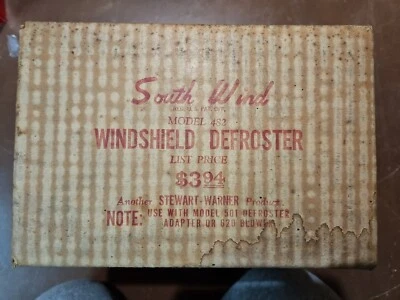 South Wind
MODEL 483
WINDSHIELD DEFROSTER
LIST PRICE
$3.94
Another STEWART-WARNER Product
NOTE: USE WITH MODEL 501 DEFROSTER
ADAPTER OR 620 BLOWER